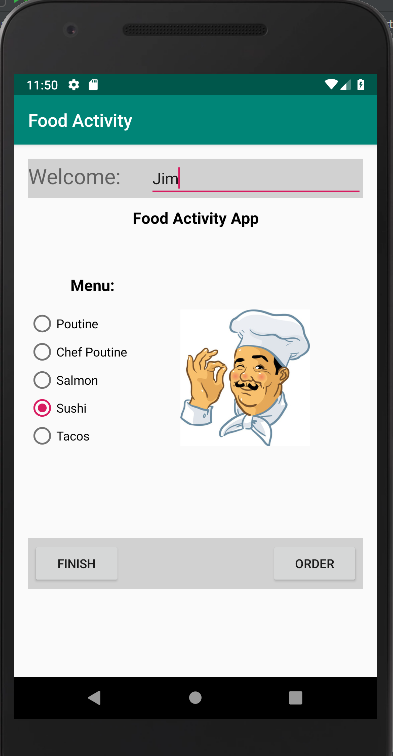 11:50
Food Activity
Welcome: Jim
Food Activity App
Menu:
Poutine
Chef Poutine
Salmon
Sushi
Tacos
FINISH ORDER